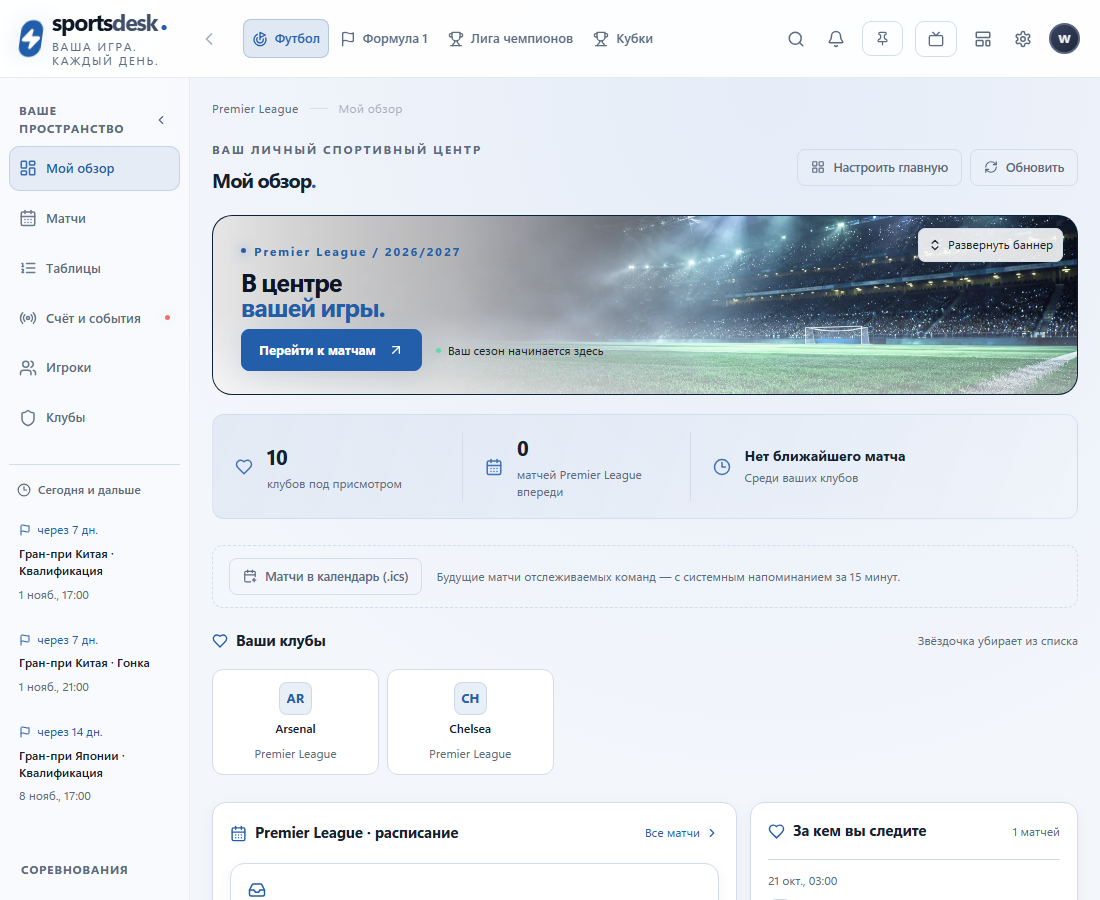 sportsdesk.
ВАША ИГРА.
КАЖДЫЙ ДЕНЬ.
Футбол
Формула 1
Лига чемпионов
Кубки
W
ВАШЕ
ПРОСТРАНСТВО
Мой обзор
Матчи
Таблицы
Счёт и события
Игроки
Клубы
Сегодня и дальше
через 7 дн.
Гран-при Китая ·
Квалификация
1 нояб., 17:00
через 7 дн.
Гран-при Китая · Гонка
1 нояб., 21:00
через 14 дн.
Гран-при Японии ·
Квалификация
8 нояб., 17:00
СОРЕВНОВАНИЯ
Premier League — Мой обзор
ВАШ ЛИЧНЫЙ СПОРТИВНЫЙ ЦЕНТР
Мой обзор.
Настроить главную
Обновить
Premier League / 2026/2027
Развернуть баннер
В центре
вашей игры.
Перейти к матчам
Ваш сезон начинается здесь
10
клубов под присмотром
0
матчей Premier League
впереди
Нет ближайшего матча
Среди ваших клубов
Матчи в календарь (.ics)
Будущие матчи отслеживаемых команд — с системным напоминанием за 15 минут.
Ваши клубы
Звёздочка убирает из списка
AR
Arsenal
Premier League
CH
Chelsea
Premier League
Premier League · расписание
Все матчи
За кем вы следите
1 матчей
21 окт., 03:00